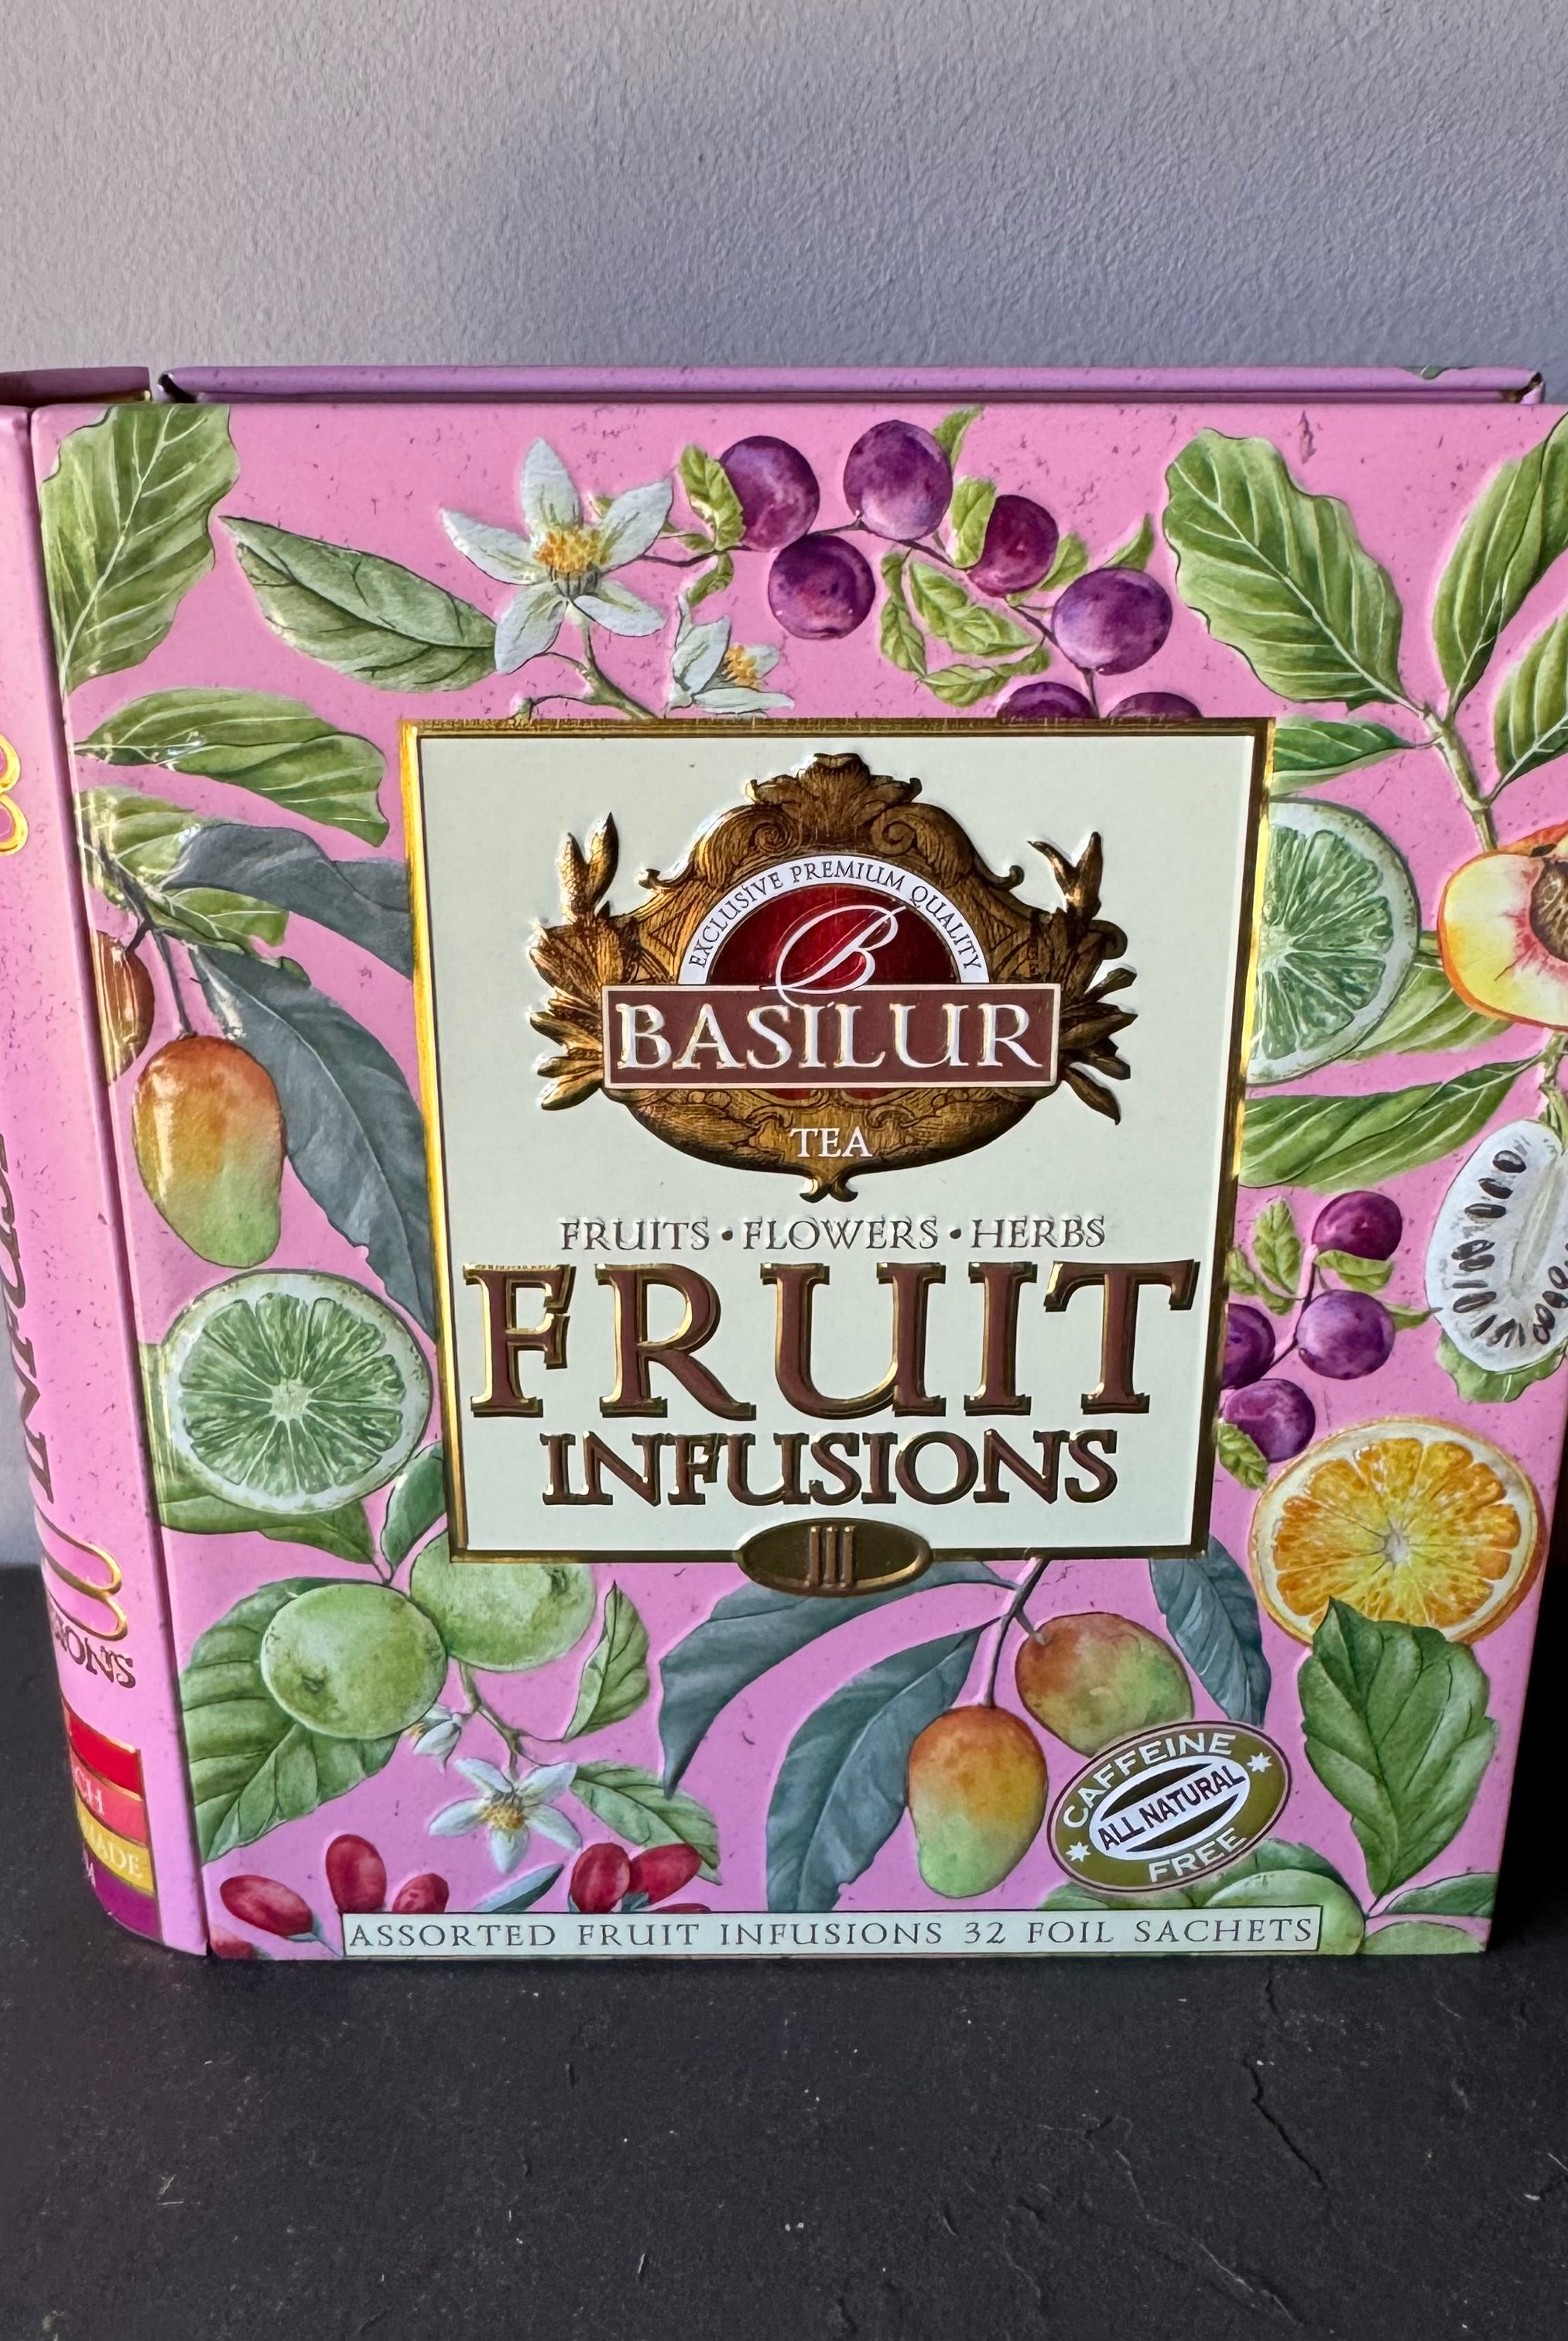 EXCLUSIVE PREMIUM QUALITY
B
BASILUR
TEA
FRUITS • FLOWERS • HERBS
FRUIT
INFUSIONS
III
CAFFEINE
ALL NATURAL
FREE
ASSORTED FRUIT INFUSIONS 32 FOIL SACHETS